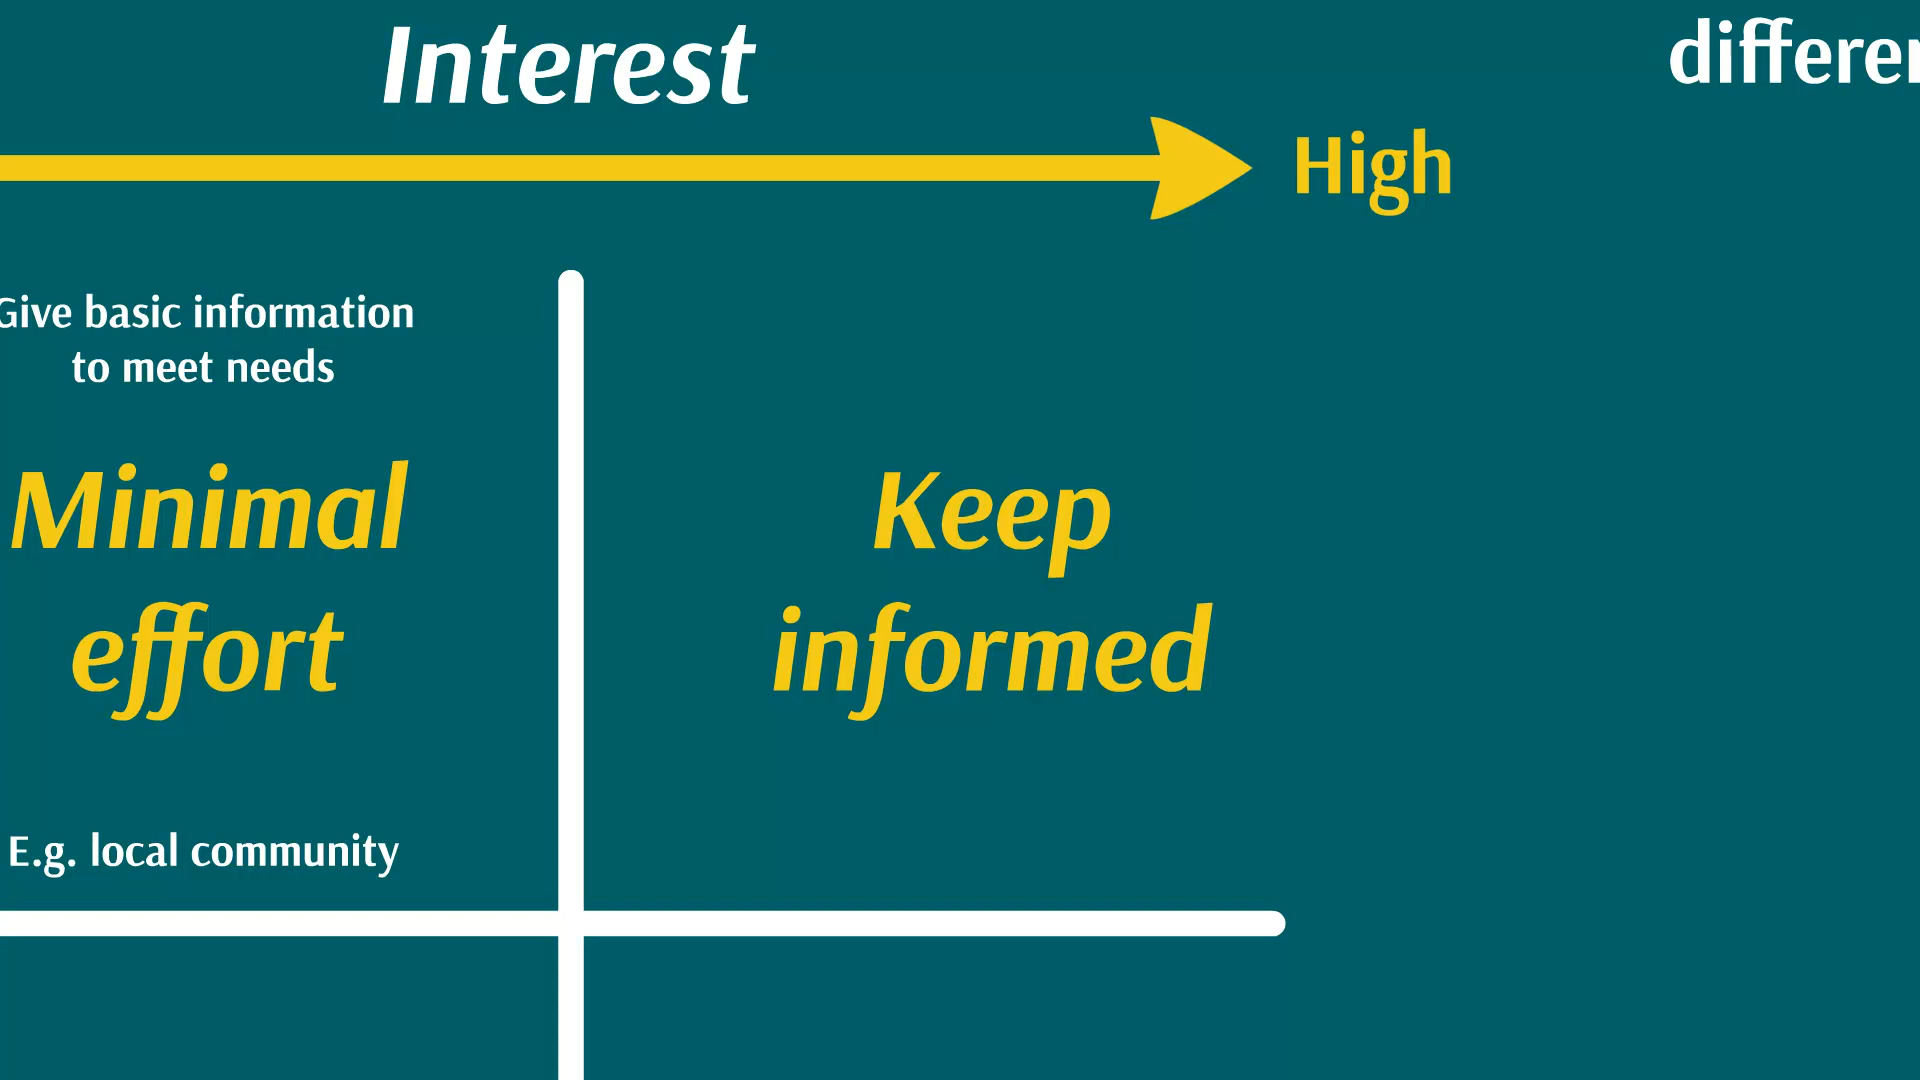 Interest
High
Give basic information
to meet needs
Minimal
effort
E.g. local community
Keep
informed